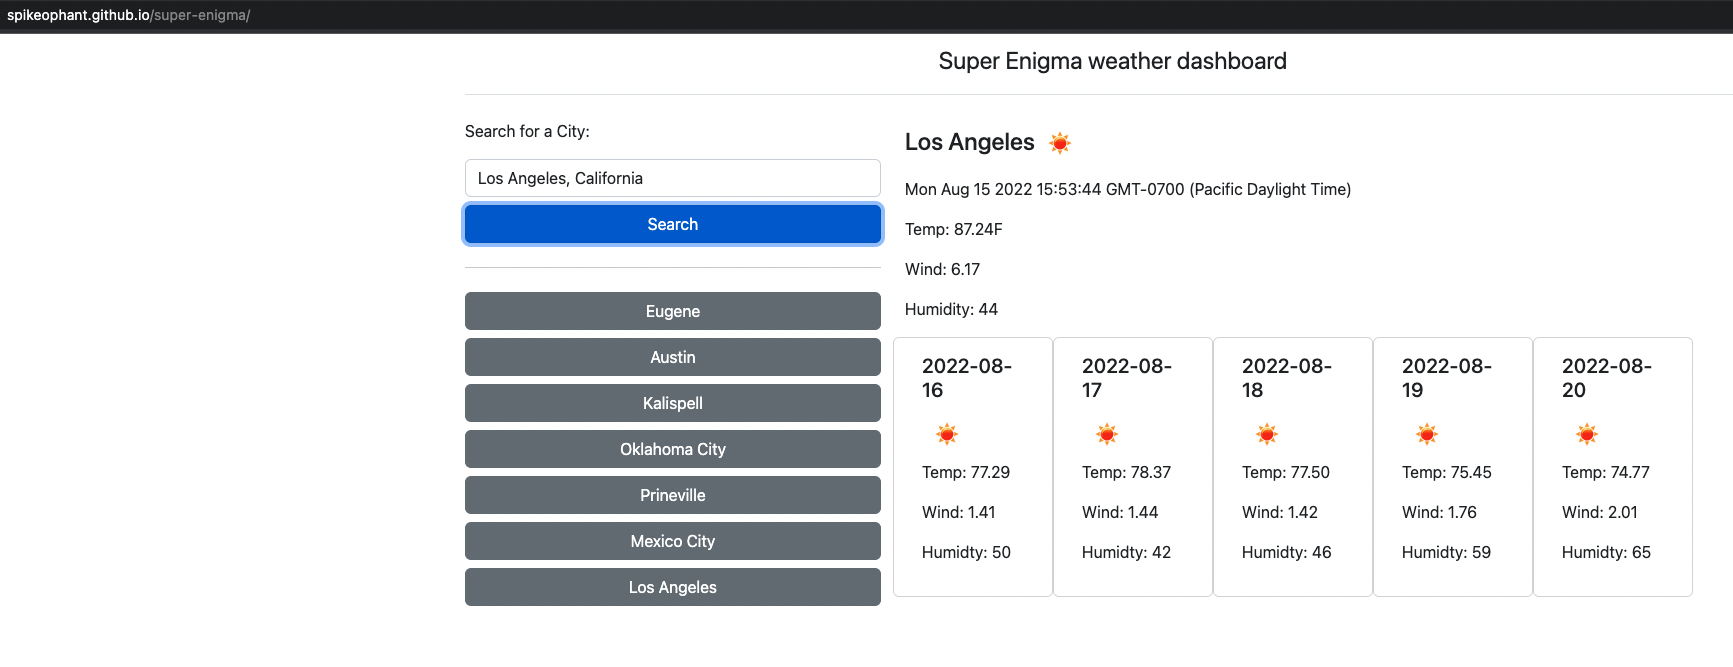 spikeophant.github.io/super-enigma/
Super Enigma weather dashboard
Search for a City:
Los Angeles, California
Search
Eugene
Austin
Kalispell
Oklahoma City
Prineville
Mexico City
Los Angeles
Los Angeles
Mon Aug 15 2022 15:53:44 GMT-0700 (Pacific Daylight Time)
Temp: 87.24F
Wind: 6.17
Humidity: 44
2022-08-
16
Temp: 77.29
Wind: 1.41
Humidty: 50
2022-08-
17
Temp: 78.37
Wind: 1.44
Humidty: 42
2022-08-
18
Temp: 77.50
Wind: 1.42
Humidty: 46
2022-08-
19
Temp: 75.45
Wind: 1.76
Humidty: 59
2022-08-
20
Temp: 74.77
Wind: 2.01
Humidty: 65